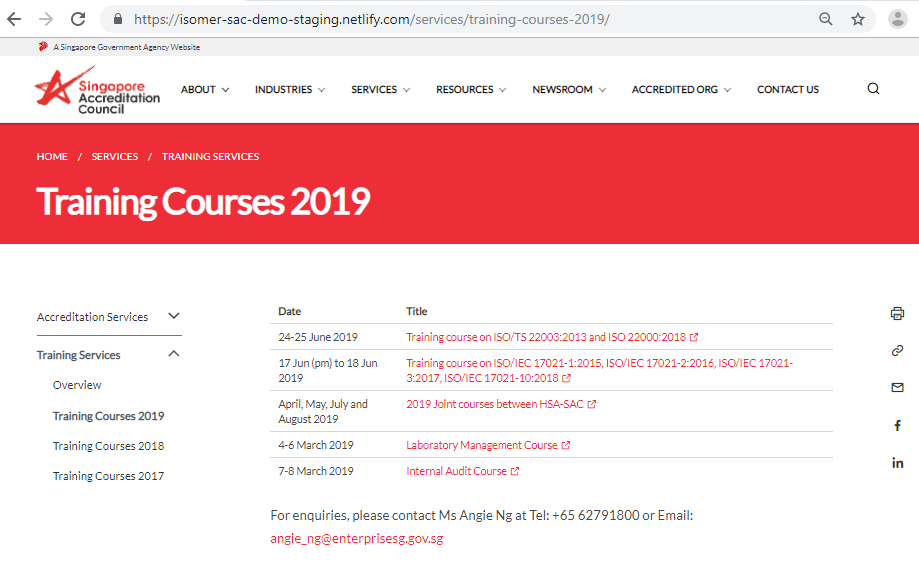 https://isomer-sac-demo-staging.netlify.com/services/training-courses-2019/
A Singapore Government Agency Website
Singapore
Accreditation
Council
ABOUT INDUSTRIES SERVICES RESOURCES NEWSROOM ACCREDITED ORG CONTACT US
HOME / SERVICES / TRAINING SERVICES
Training Courses 2019
Accreditation Services
Training Services
Overview
Training Courses 2019
Training Courses 2018
Training Courses 2017
Date Title
24-25 June 2019 Training course on ISO/TS 22003:2013 and ISO 22000:2018
17 Jun (pm) to 18 Jun Training course on ISO/IEC 17021-1:2015, ISO/IEC 17021-2:2016, ISO/IEC 17021-
2019 3:2017, ISO/IEC 17021-10:2018
April, May, July and 2019 Joint courses between HSA-SAC
August 2019
4-6 March 2019 Laboratory Management Course
7-8 March 2019 Internal Audit Course
For enquiries, please contact Ms Angie Ng at Tel: +65 62791800 or Email:
angie_ng@enterprisesg.gov.sg
f
in